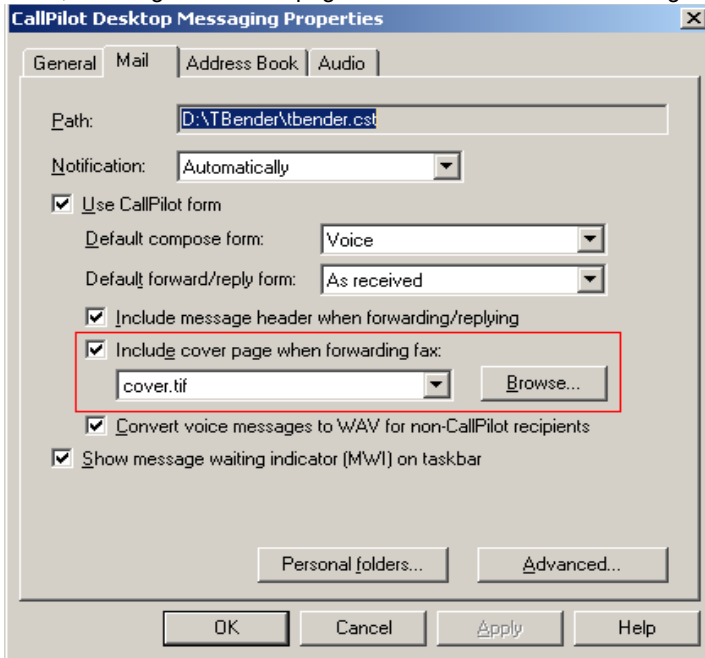 CallPilot Desktop Messaging Properties
General Mail Address Book Audio
Path: D:\TBender\tbender.cst
Notification: Automatically
Use CallPilot form
Default compose form: Voice
Default forward/reply form: As received
Include message header when forwarding/replying
Include cover page when forwarding fax:
cover.tif Browse...
Convert voice messages to WAV for non-CallPilot recipients
Show message waiting indicator (MWI) on taskbar
Personal folders... Advanced...
OK Cancel Apply Help